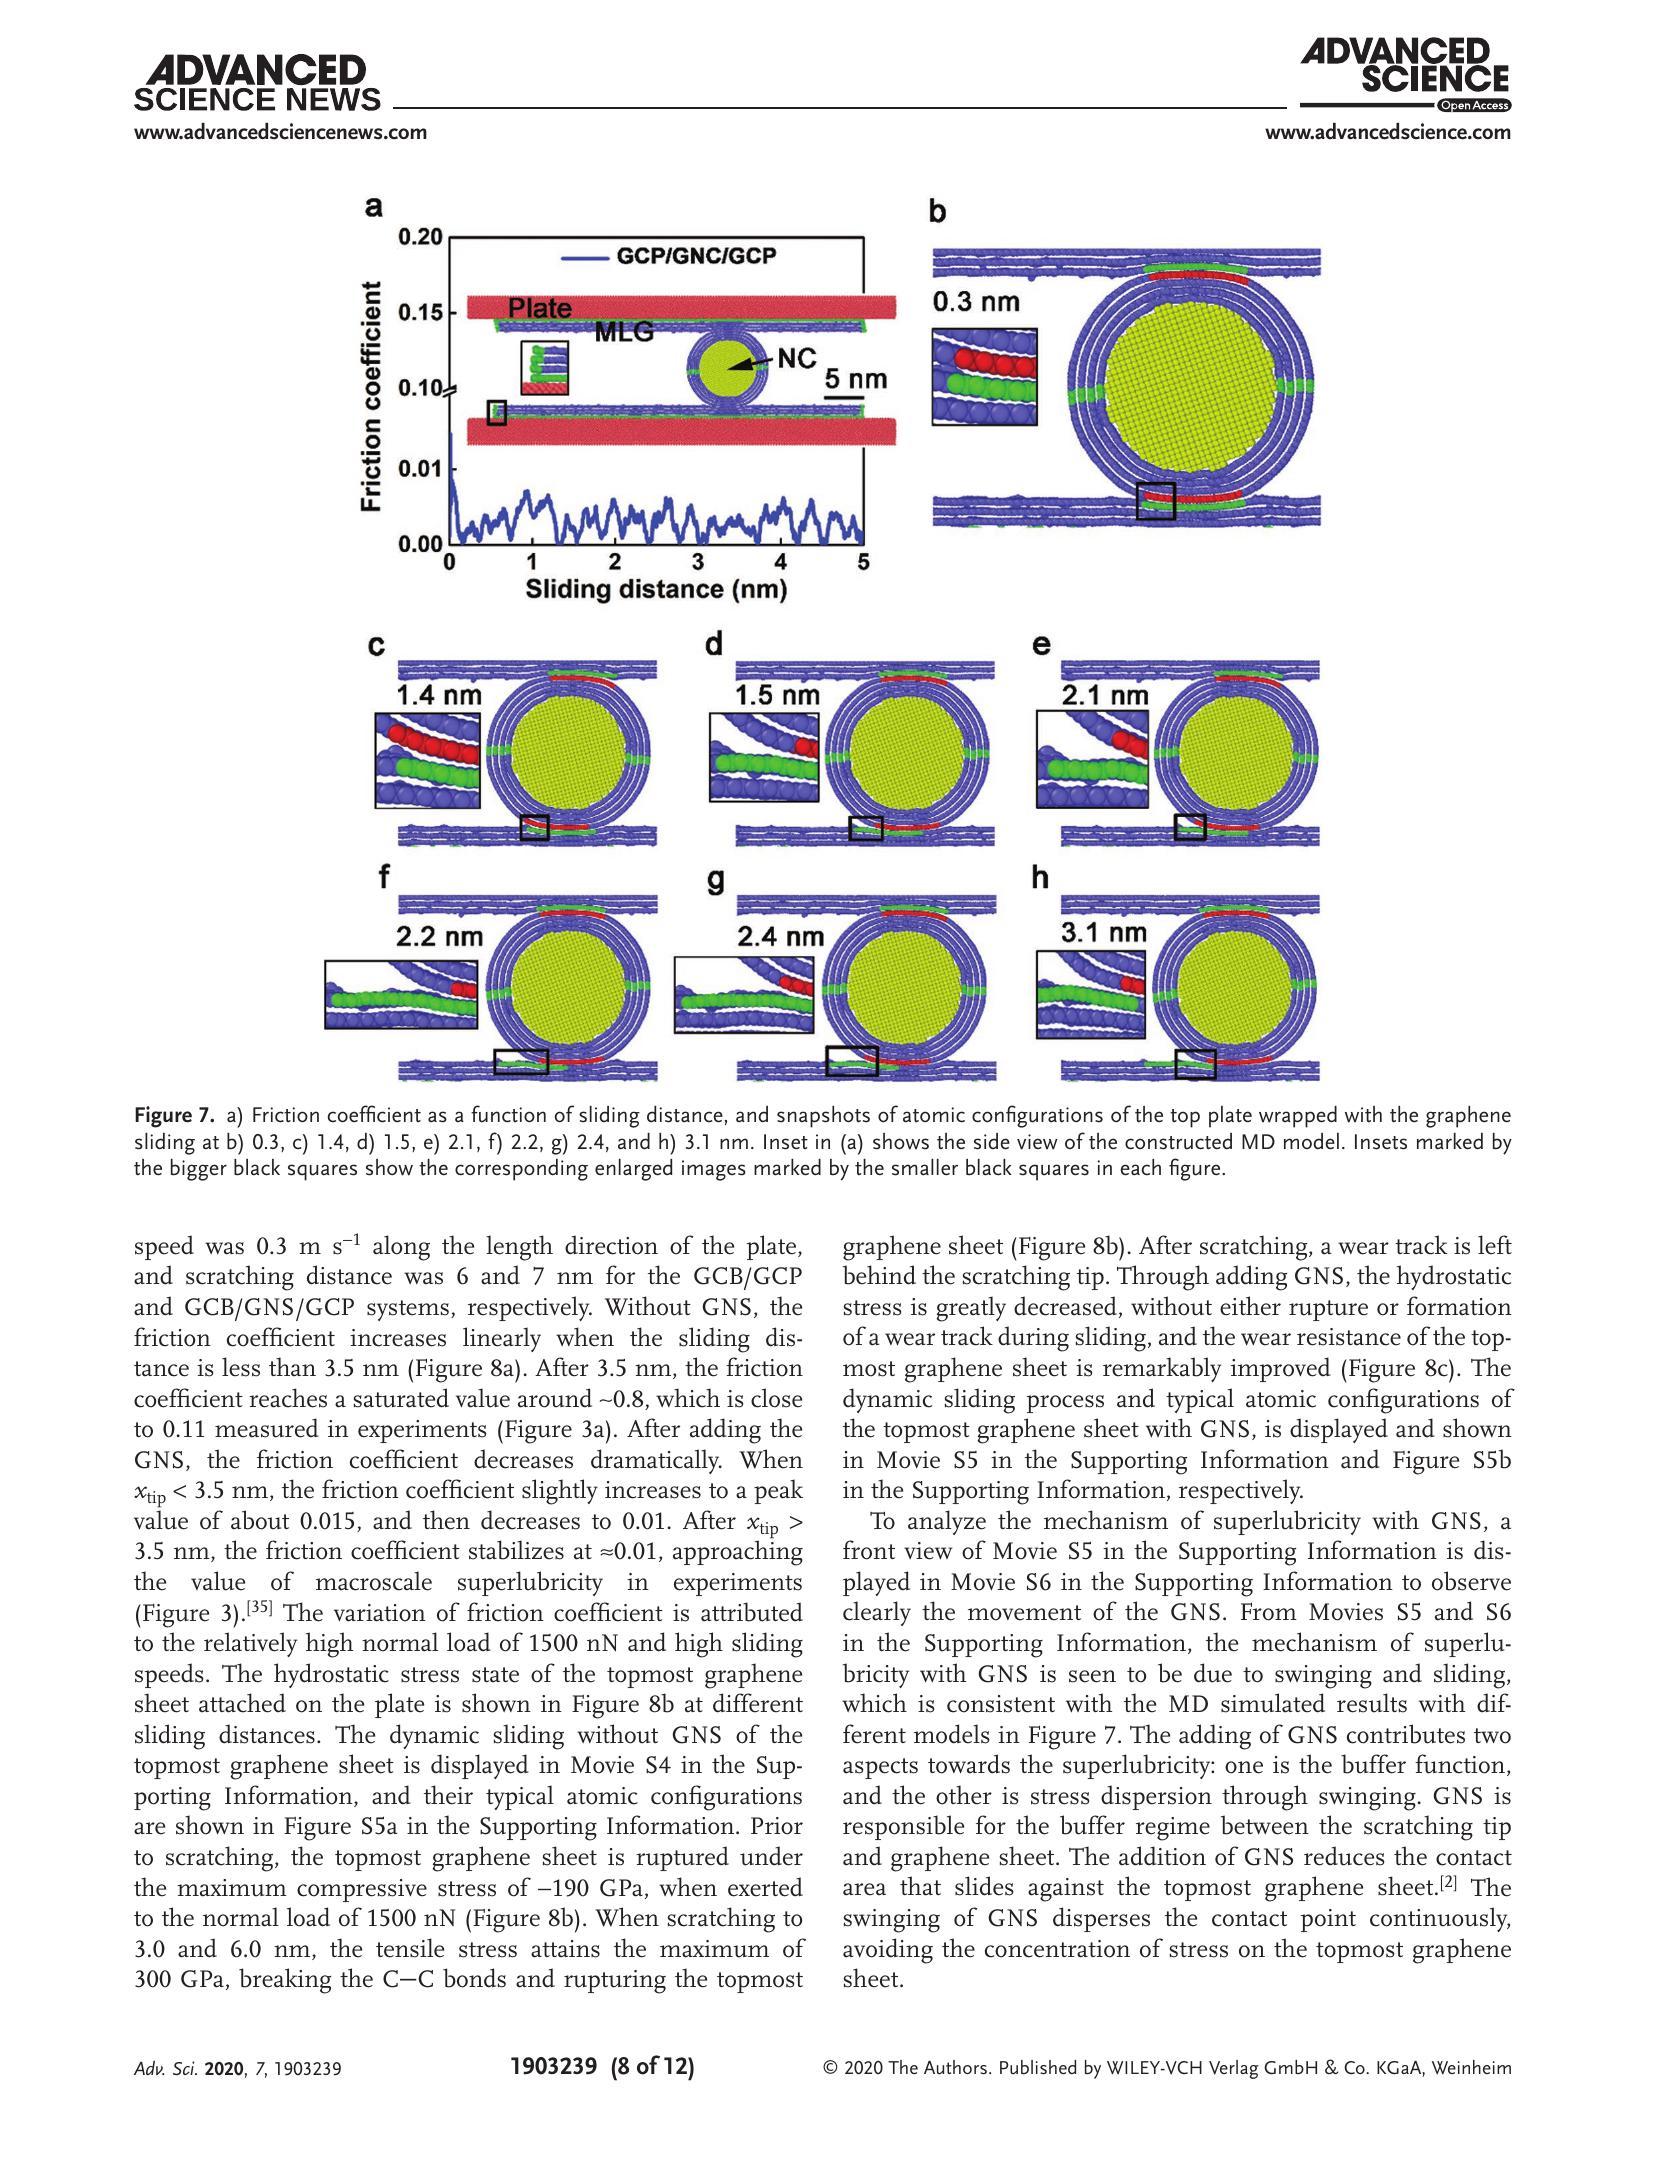 ADVANCED
SCIENCE NEWS
www.advancedsciencenews.com
ADVANCED
SCIENCE
Open Access
www.advancedscience.com
a
0.20
0.15
0.10
0.01
0.00
Friction coefficient
GCP/GNC/GCP
Plate
MLG
NC
5 nm
0 1 2 3 4 5
Sliding distance (nm)
b
0.3 nm
c
1.4 nm
d
1.5 nm
e
2.1 nm
f
2.2 nm
g
2.4 nm
h
3.1 nm
Figure 7. a) Friction coefficient as a function of sliding distance, and snapshots of atomic configurations of the top plate wrapped with the graphene
sliding at b) 0.3, c) 1.4, d) 1.5, e) 2.1, f) 2.2, g) 2.4, and h) 3.1 nm. Inset in (a) shows the side view of the constructed MD model. Insets marked by
the bigger black squares show the corresponding enlarged images marked by the smaller black squares in each figure.
speed was 0.3 m s⁻¹ along the length direction of the plate,
and scratching distance was 6 and 7 nm for the GCB/GCP
and GCB/GNS/GCP systems, respectively. Without GNS, the
friction coefficient increases linearly when the sliding dis-
tance is less than 3.5 nm (Figure 8a). After 3.5 nm, the friction
coefficient reaches a saturated value around ~0.8, which is close
to 0.11 measured in experiments (Figure 3a). After adding the
GNS, the friction coefficient decreases dramatically. When
xtip < 3.5 nm, the friction coefficient slightly increases to a peak
value of about 0.015, and then decreases to 0.01. After xtip >
3.5 nm, the friction coefficient stabilizes at ≈0.01, approaching
the value of macroscale superlubricity in experiments
(Figure 3).[35] The variation of friction coefficient is attributed
to the relatively high normal load of 1500 nN and high sliding
speeds. The hydrostatic stress state of the topmost graphene
sheet attached on the plate is shown in Figure 8b at different
sliding distances. The dynamic sliding without GNS of the
topmost graphene sheet is displayed in Movie S4 in the Sup-
porting Information, and their typical atomic configurations
are shown in Figure S5a in the Supporting Information. Prior
to scratching, the topmost graphene sheet is ruptured under
the maximum compressive stress of −190 GPa, when exerted
to the normal load of 1500 nN (Figure 8b). When scratching to
3.0 and 6.0 nm, the tensile stress attains the maximum of
300 GPa, breaking the C—C bonds and rupturing the topmost
graphene sheet (Figure 8b). After scratching, a wear track is left
behind the scratching tip. Through adding GNS, the hydrostatic
stress is greatly decreased, without either rupture or formation
of a wear track during sliding, and the wear resistance of the top-
most graphene sheet is remarkably improved (Figure 8c). The
dynamic sliding process and typical atomic configurations of
the topmost graphene sheet with GNS, is displayed and shown
in Movie S5 in the Supporting Information and Figure S5b
in the Supporting Information, respectively.
To analyze the mechanism of superlubricity with GNS, a
front view of Movie S5 in the Supporting Information is dis-
played in Movie S6 in the Supporting Information to observe
clearly the movement of the GNS. From Movies S5 and S6
in the Supporting Information, the mechanism of superlu-
bricity with GNS is seen to be due to swinging and sliding,
which is consistent with the MD simulated results with dif-
ferent models in Figure 7. The adding of GNS contributes two
aspects towards the superlubricity: one is the buffer function,
and the other is stress dispersion through swinging. GNS is
responsible for the buffer regime between the scratching tip
and graphene sheet. The addition of GNS reduces the contact
area that slides against the topmost graphene sheet.[2] The
swinging of GNS disperses the contact point continuously,
avoiding the concentration of stress on the topmost graphene
sheet.
Adv. Sci. 2020, 7, 1903239
1903239 (8 of 12)
© 2020 The Authors. Published by WILEY-VCH Verlag GmbH & Co. KGaA, Weinheim